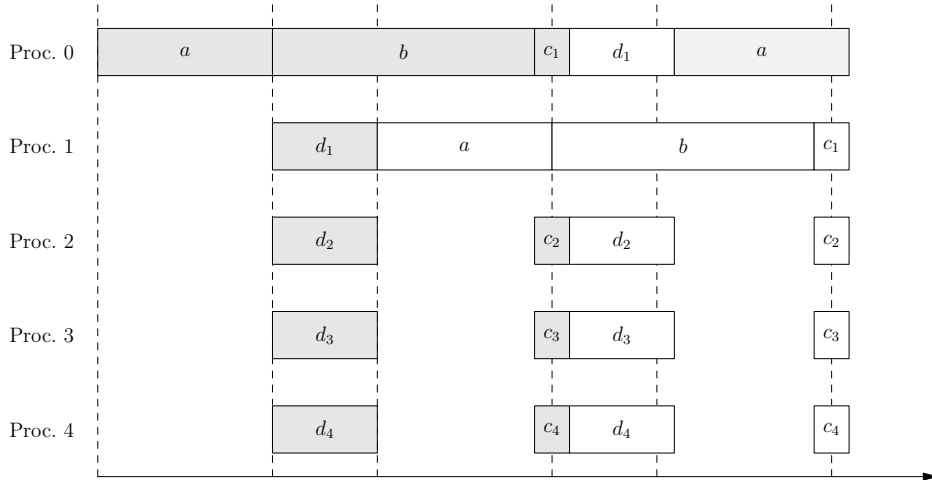 Proc. 0 a b c₁ d₁ a
Proc. 1 d₁ a b c₁
Proc. 2 d₂ c₂ d₂ c₂
Proc. 3 d₃ c₃ d₃ c₃
Proc. 4 d₄ c₄ d₄ c₄